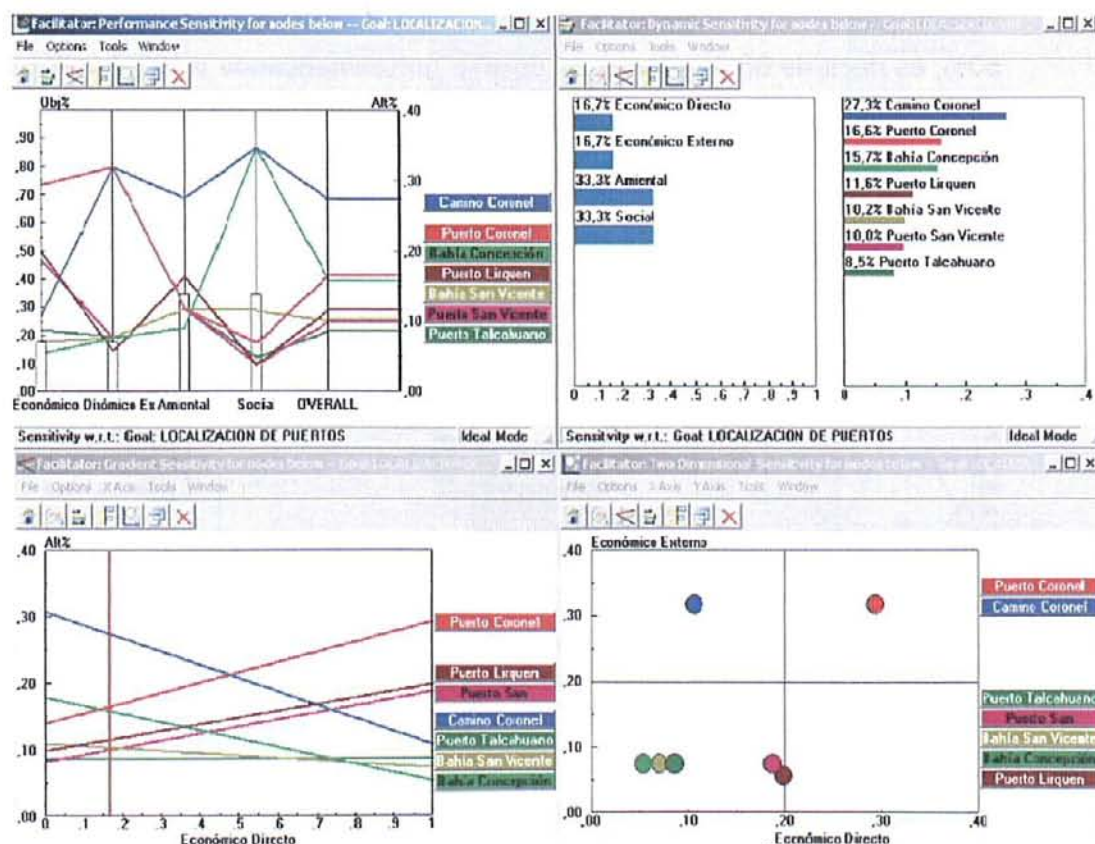 Facilitator: Performance Sensitivity for nodes below -- Goal: LOCALIZACION...
File Options Tools Window
Obj%
Alt%
.90
.80
.70
.60
.50
.40
.30
.20
.10
.00
.40
.30
.20
.10
.00
Camino Coronel
Puerto Coronel
Bahía Concepción
Puerto Lirquen
Bahía San Vicente
Puerto San Vicente
Puerto Talcahuano
Económico Dinómico Ex Amental Socia OVERALL
Sensitivity w.r.t.: Goal: LOCALIZACION DE PUERTOS
Ideal Mode
Facilitator: Dynamic Sensitivity for nodes below
File Options Tools Window
16,7% Económico Directo
16,7% Económico Externo
33,3% Amiental
33,3% Social
0 .1 .2 .3 .4 .5 .6 .7 .8 .9 1
27,3% Camino Coronel
16,6% Puerto Coronel
15,7% Bahía Concepción
11,6% Puerto Lirquen
10,2% Bahía San Vicente
10,0% Puerto San Vicente
8,5% Puerto Talcahuano
0 .1 .2 .3 .4
Sensitvity w.r.t.: Goal: LOCALIZACION DE PUERTOS
Ideal Mode
Facilitator: Gradient Sensitivity for nodes below
File Options X Axis Tools Window
Alt%
.40
.30
.20
.10
.00
Puerto Coronel
Puerto Lirquen
Puerto San
Camino Coronel
Puerto Talcahuano
Bahía San Vicente
Bahía Concepción
0 .1 .2 .3 .4 .5 .6 .7 .8 .9 1
Económico Directo
Facilitator: Two Dimensional Sensitivity for nodes below
File Options X Axis Y Axis Tools Window
Económico Externo
.40
.30
.20
.10
.00
Puerto Coronel
Camino Coronel
Puerto Talcahuano
Puerto San
Bahía San Vicente
Bahía Concepción
Puerto Lirquen
.00 .10 .20 .30 .40
Económico Directo